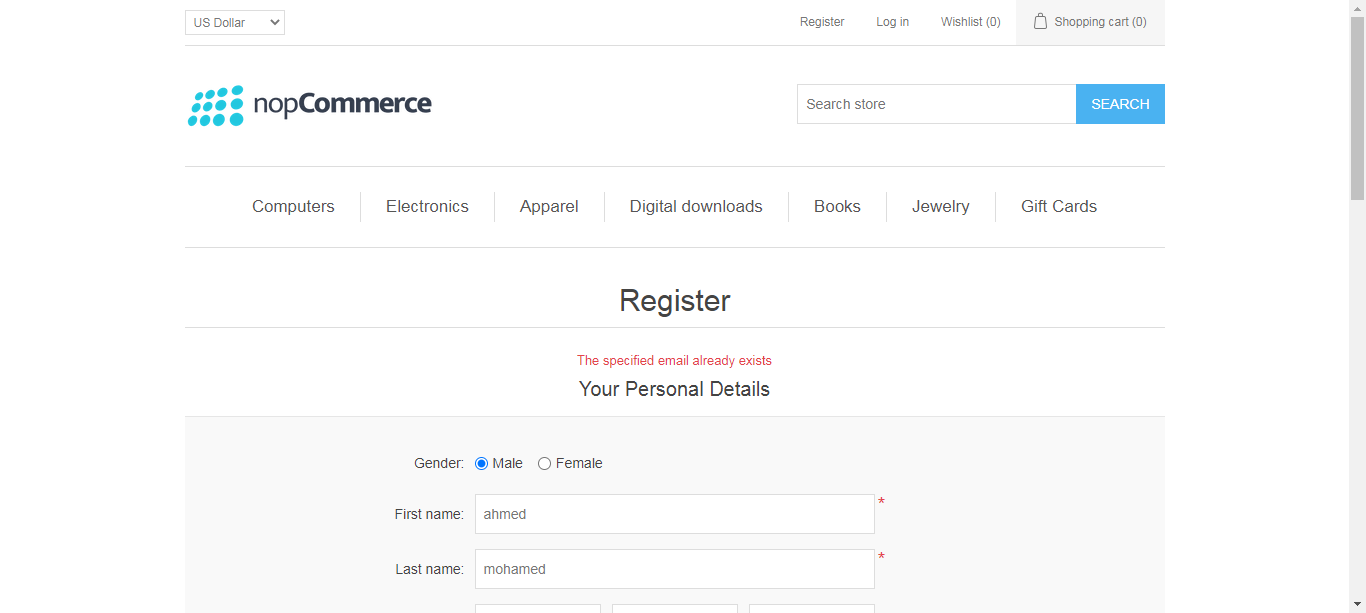 US Dollar
Register
Log in
Wishlist (0)
Shopping cart (0)
nopCommerce
Search store
SEARCH
Computers
Electronics
Apparel
Digital downloads
Books
Jewelry
Gift Cards
Register
The specified email already exists
Your Personal Details
Gender: Male Female
First name: ahmed *
Last name: mohamed *